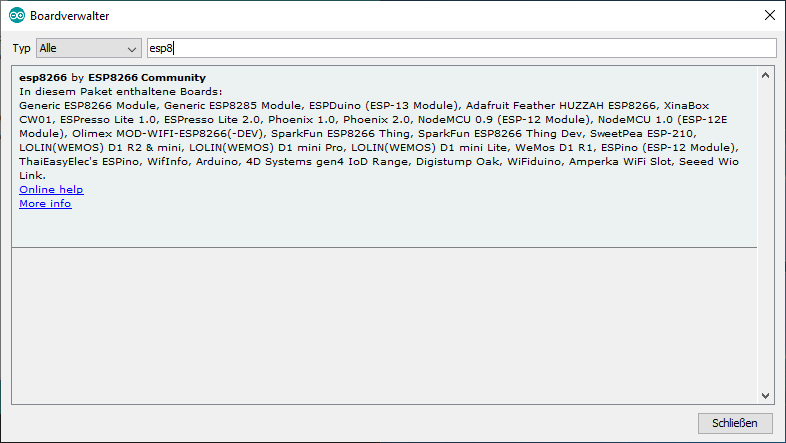 Boardverwalter
Typ Alle esp8
esp8266 by ESP8266 Community
In diesem Paket enthaltene Boards:
Generic ESP8266 Module, Generic ESP8285 Module, ESPDuino (ESP-13 Module), Adafruit Feather HUZZAH ESP8266, XinaBox
CW01, ESPresso Lite 1.0, ESPresso Lite 2.0, Phoenix 1.0, Phoenix 2.0, NodeMCU 0.9 (ESP-12 Module), NodeMCU 1.0 (ESP-12E
Module), Olimex MOD-WIFI-ESP8266(-DEV), SparkFun ESP8266 Thing, SparkFun ESP8266 Thing Dev, SweetPea ESP-210,
LOLIN(WEMOS) D1 R2 & mini, LOLIN(WEMOS) D1 mini Pro, LOLIN(WEMOS) D1 mini Lite, WeMos D1 R1, ESPino (ESP-12 Module),
ThaiEasyElec's ESPino, WifInfo, Arduino, 4D Systems gen4 IoD Range, Digistump Oak, WiFiduino, Amperka WiFi Slot, Seeed Wio
Link.
Online help
More info
Schließen